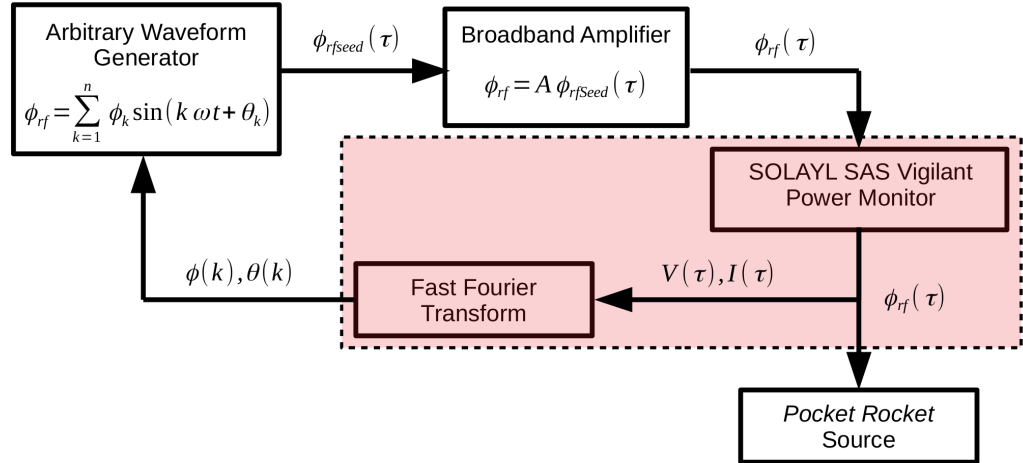 Arbitrary Waveform
Generator
ϕ_rf = ∑_{k=1}^{n} ϕ_k sin(k ωt + θ_k)
ϕ_rfseed(τ)
Broadband Amplifier
ϕ_rf = A ϕ_rfSeed(τ)
ϕ_rf(τ)
SOLAYL SAS Vigilant
Power Monitor
ϕ(k), θ(k)
Fast Fourier
Transform
V(τ), I(τ)
ϕ_rf(τ)
Pocket Rocket
Source